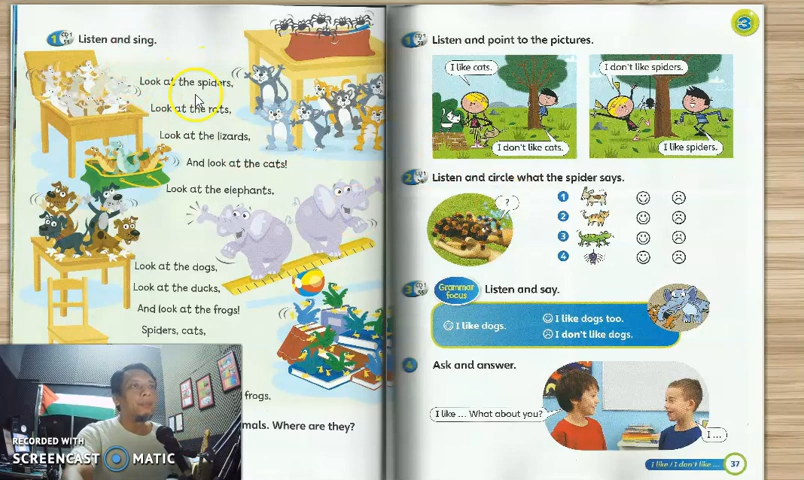 1 Listen and sing.
Look at the spiders,
Look at the rats,
Look at the lizards,
And look at the cats!
Look at the elephants,
Look at the dogs,
Look at the ducks,
And look at the frogs!
Spiders, cats,
frogs.
mals. Where are they?
RECORDED WITH
SCREENCAST MATIC
3
1 Listen and point to the pictures.
I like cats.
I don't like cats.
I don't like spiders.
I like spiders.
2 Listen and circle what the spider says.
?
1
2
3
4
3 Grammar focus Listen and say.
I like dogs.
I like dogs too.
I don't like dogs.
4 Ask and answer.
I like ... What about you?
I ...
I like / I don't like ...
37